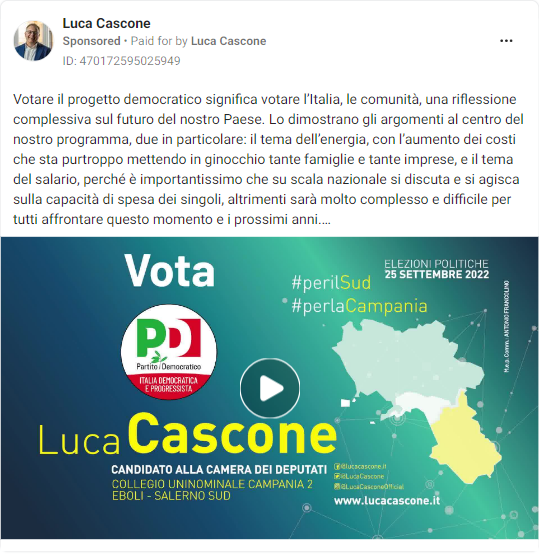 Luca Cascone
Sponsored • Paid for by Luca Cascone
ID: 470172595025949
Votare il progetto democratico significa votare l’Italia, le comunità, una riflessione
complessiva sul futuro del nostro Paese. Lo dimostrano gli argomenti al centro del
nostro programma, due in particolare: il tema dell’energia, con l’aumento dei costi
che sta purtroppo mettendo in ginocchio tante famiglie e tante imprese, e il tema
del salario, perché è importantissimo che su scala nazionale si discuta e si agisca
sulla capacità di spesa dei singoli, altrimenti sarà molto complesso e difficile per
tutti affrontare questo momento e i prossimi anni....
Vota
ELEZIONI POLITICHE
25 SETTEMBRE 2022
#perilSud
#perlaCampania
M.e.p. Comm. ANTONIO FRANCOLINO
PD
Partito Democratico
ITALIA DEMOCRATICA
E PROGRESSISTA
Luca Cascone
CANDIDATO ALLA CAMERA DEI DEPUTATI
COLLEGIO UNINOMINALE CAMPANIA 2
EBOLI - SALERNO SUD
@lucacascone.it
@LucaCascone
@LucaCasconeOfficial
www.lucacascone.it